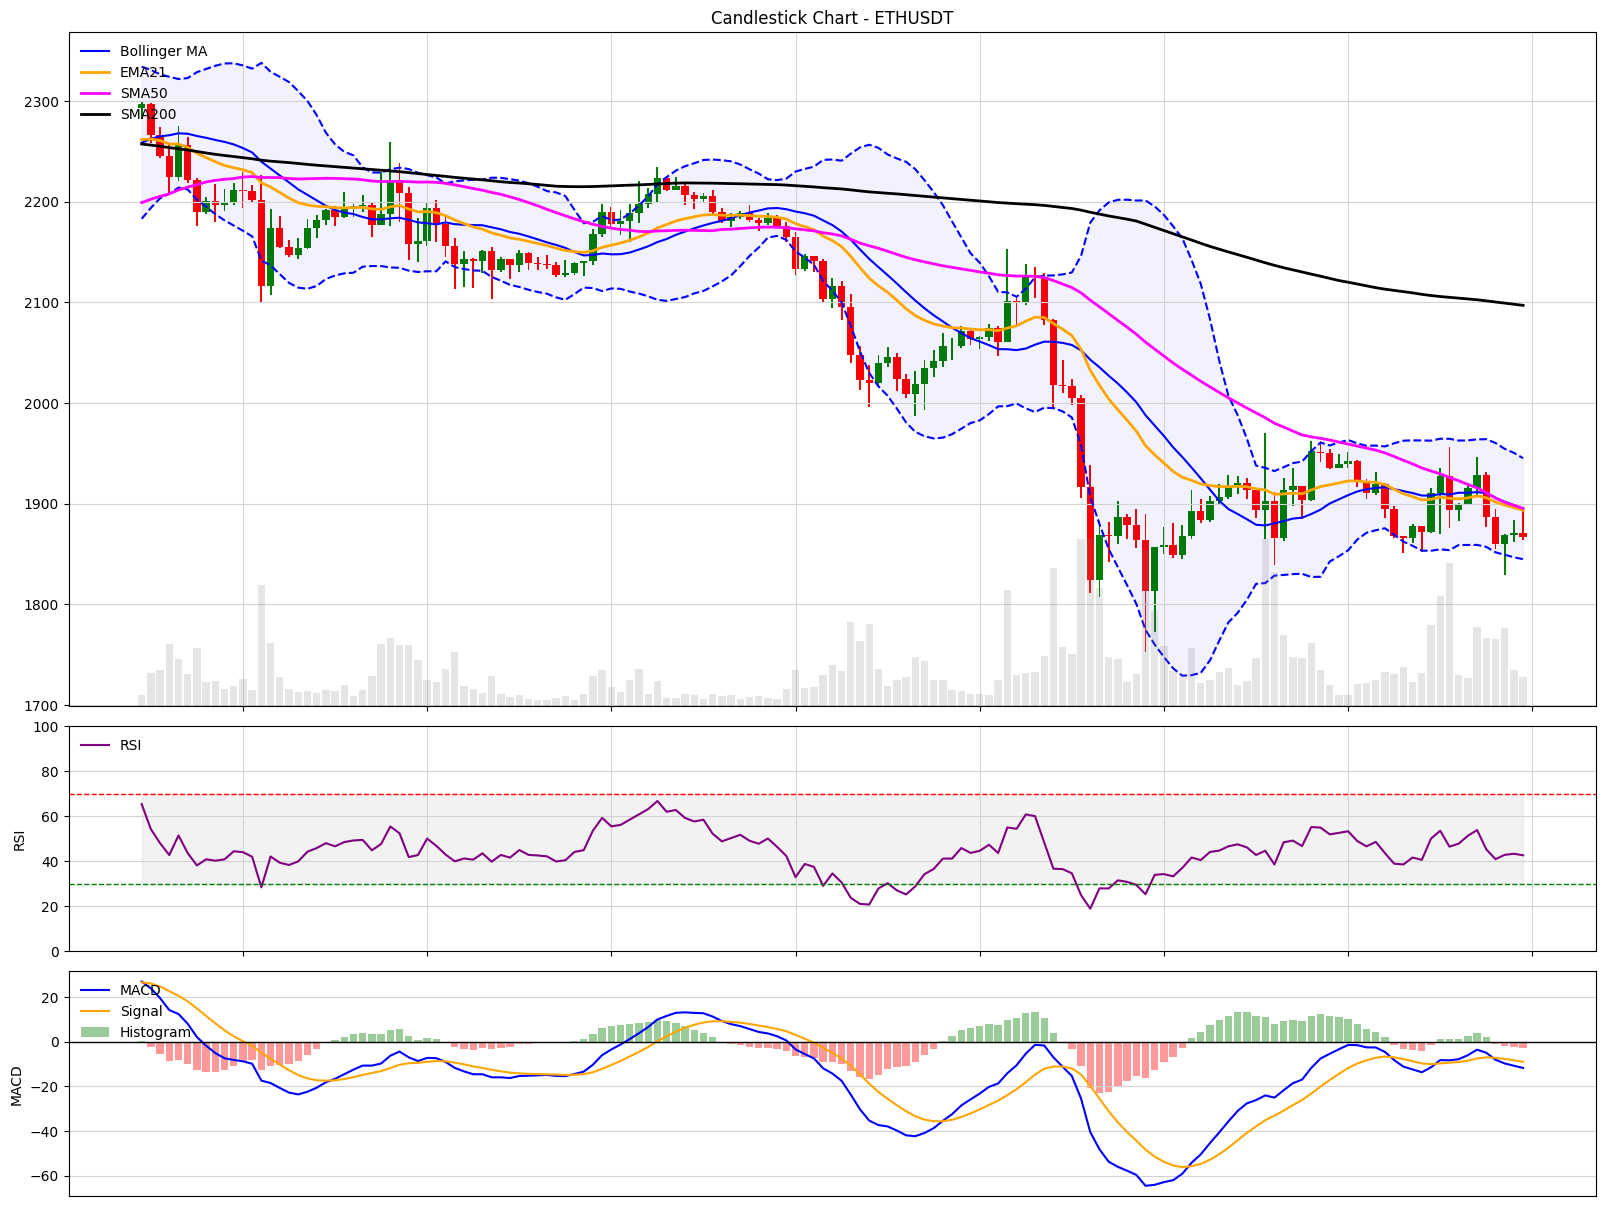 Candlestick Chart - ETHUSDT
Bollinger MA
EMA21
SMA50
SMA200
2300
2200
2100
2000
1900
1800
1700
RSI
100
80
60
40
20
0
RSI
MACD
Signal
Histogram
20
0
−20
−40
−60
MACD